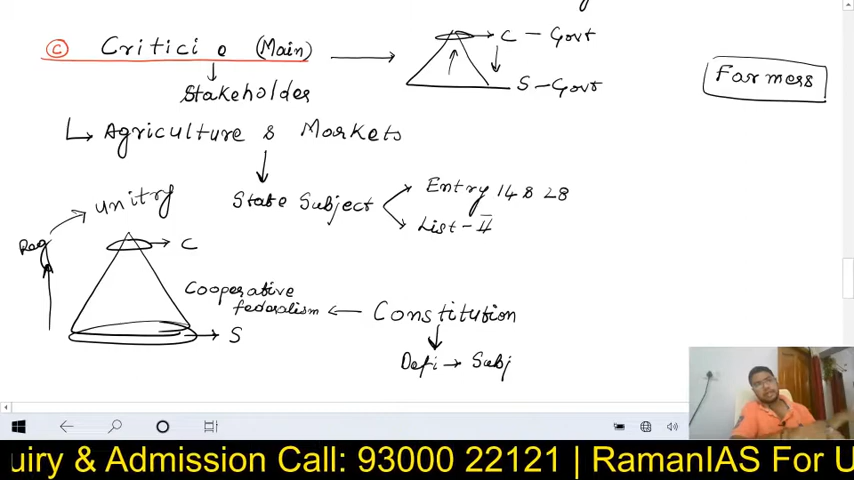 C Critici e (Main)
C - Govt
S - Govt
Farmers
Stakeholder
Agriculture & Markets
unitry
State Subject
Entry 14 & 28
List - II
Rag
C
Cooperative
federalism
Constitution
S
Defi → Subj
uiry & Admission Call: 93000 22121 | RamanIAS For U